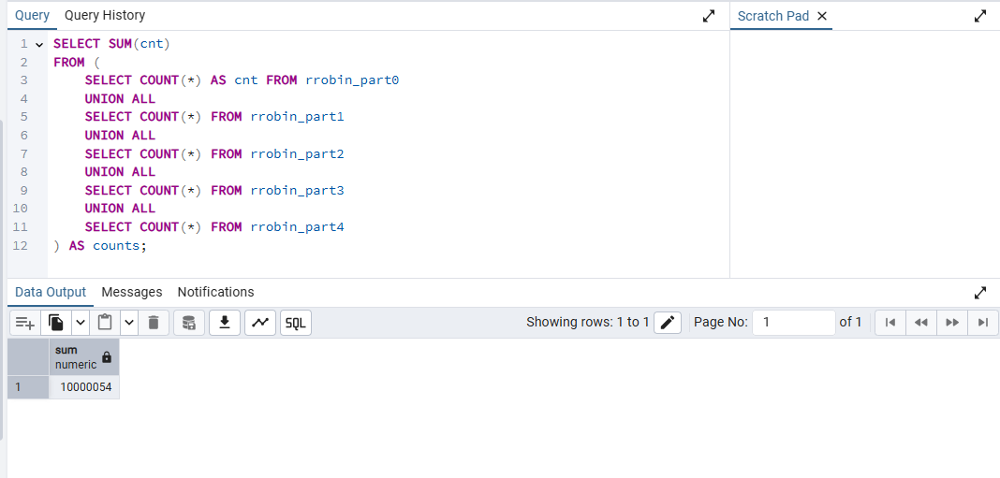 Query Query History
Scratch Pad
1 SELECT SUM(cnt)
2 FROM (
3 SELECT COUNT(*) AS cnt FROM rrobin_part0
4 UNION ALL
5 SELECT COUNT(*) FROM rrobin_part1
6 UNION ALL
7 SELECT COUNT(*) FROM rrobin_part2
8 UNION ALL
9 SELECT COUNT(*) FROM rrobin_part3
10 UNION ALL
11 SELECT COUNT(*) FROM rrobin_part4
12 ) AS counts;
Data Output Messages Notifications
SQL Showing rows: 1 to 1 Page No: 1 of 1
sum
numeric
1 10000054